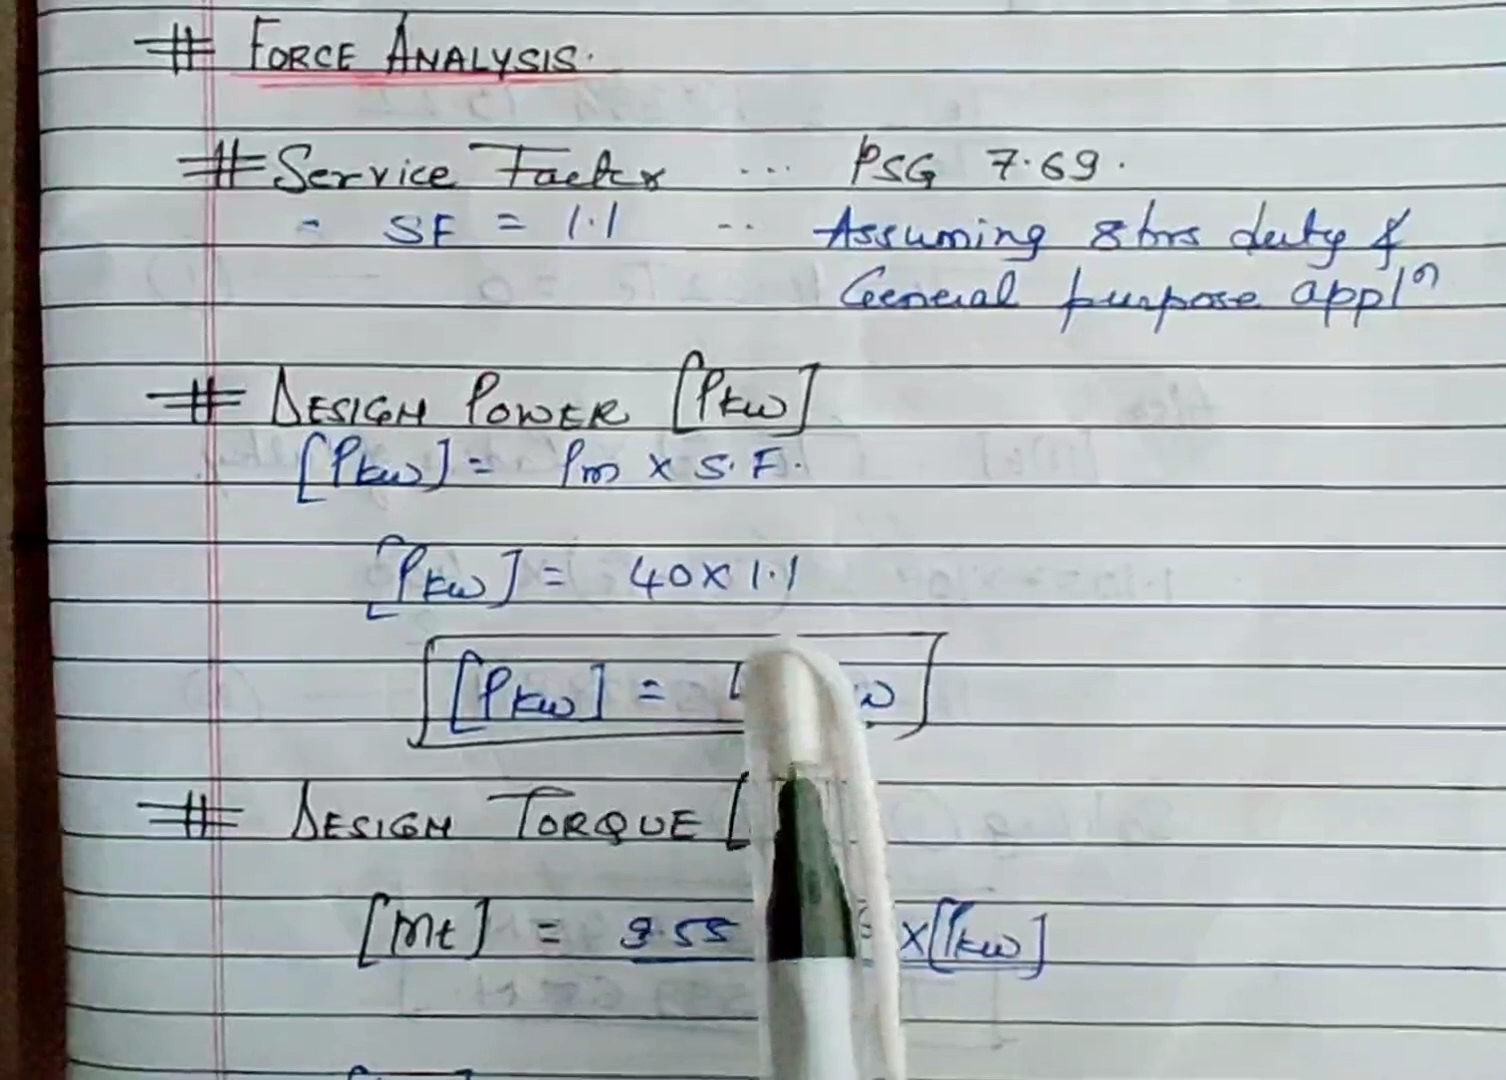 # FORCE ANALYSIS.
# Service Factor ... PSG 7.69.
- SF = 1.1 .. Assuming 8 hrs duty &
General purpose appl^n
# DESIGN POWER [Pkw]
[Pkw] = Pm x S.F.
[Pkw] = 40 x 1.1
[Pkw] =
# DESIGN TORQUE [
[Mt] = 9.55 x [Pkw]